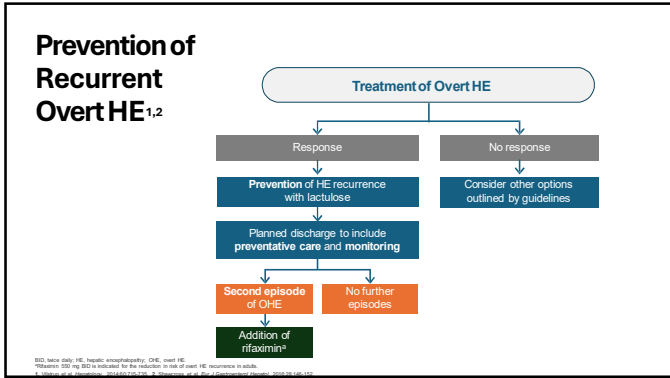 Prevention of
Recurrent
Overt HE1,2
Treatment of Overt HE
Response
No response
Prevention of HE recurrence
with lactulose
Consider other options
outlined by guidelines
Planned discharge to include
preventative care and monitoring
Second episode
of OHE
No further
episodes
Addition of
rifaximina
BID, twice daily; HE, hepatic encephalopathy; OHE, overt HE.
aRifaximin 550 mg BID is indicated for the reduction in risk of overt HE recurrence in adults.
1. Vilstrup et al. Hepatology. 2014;60:715-735. 2. Shawcross et al. Eur J Gastroenterol Hepatol. 2016;28:146-152.